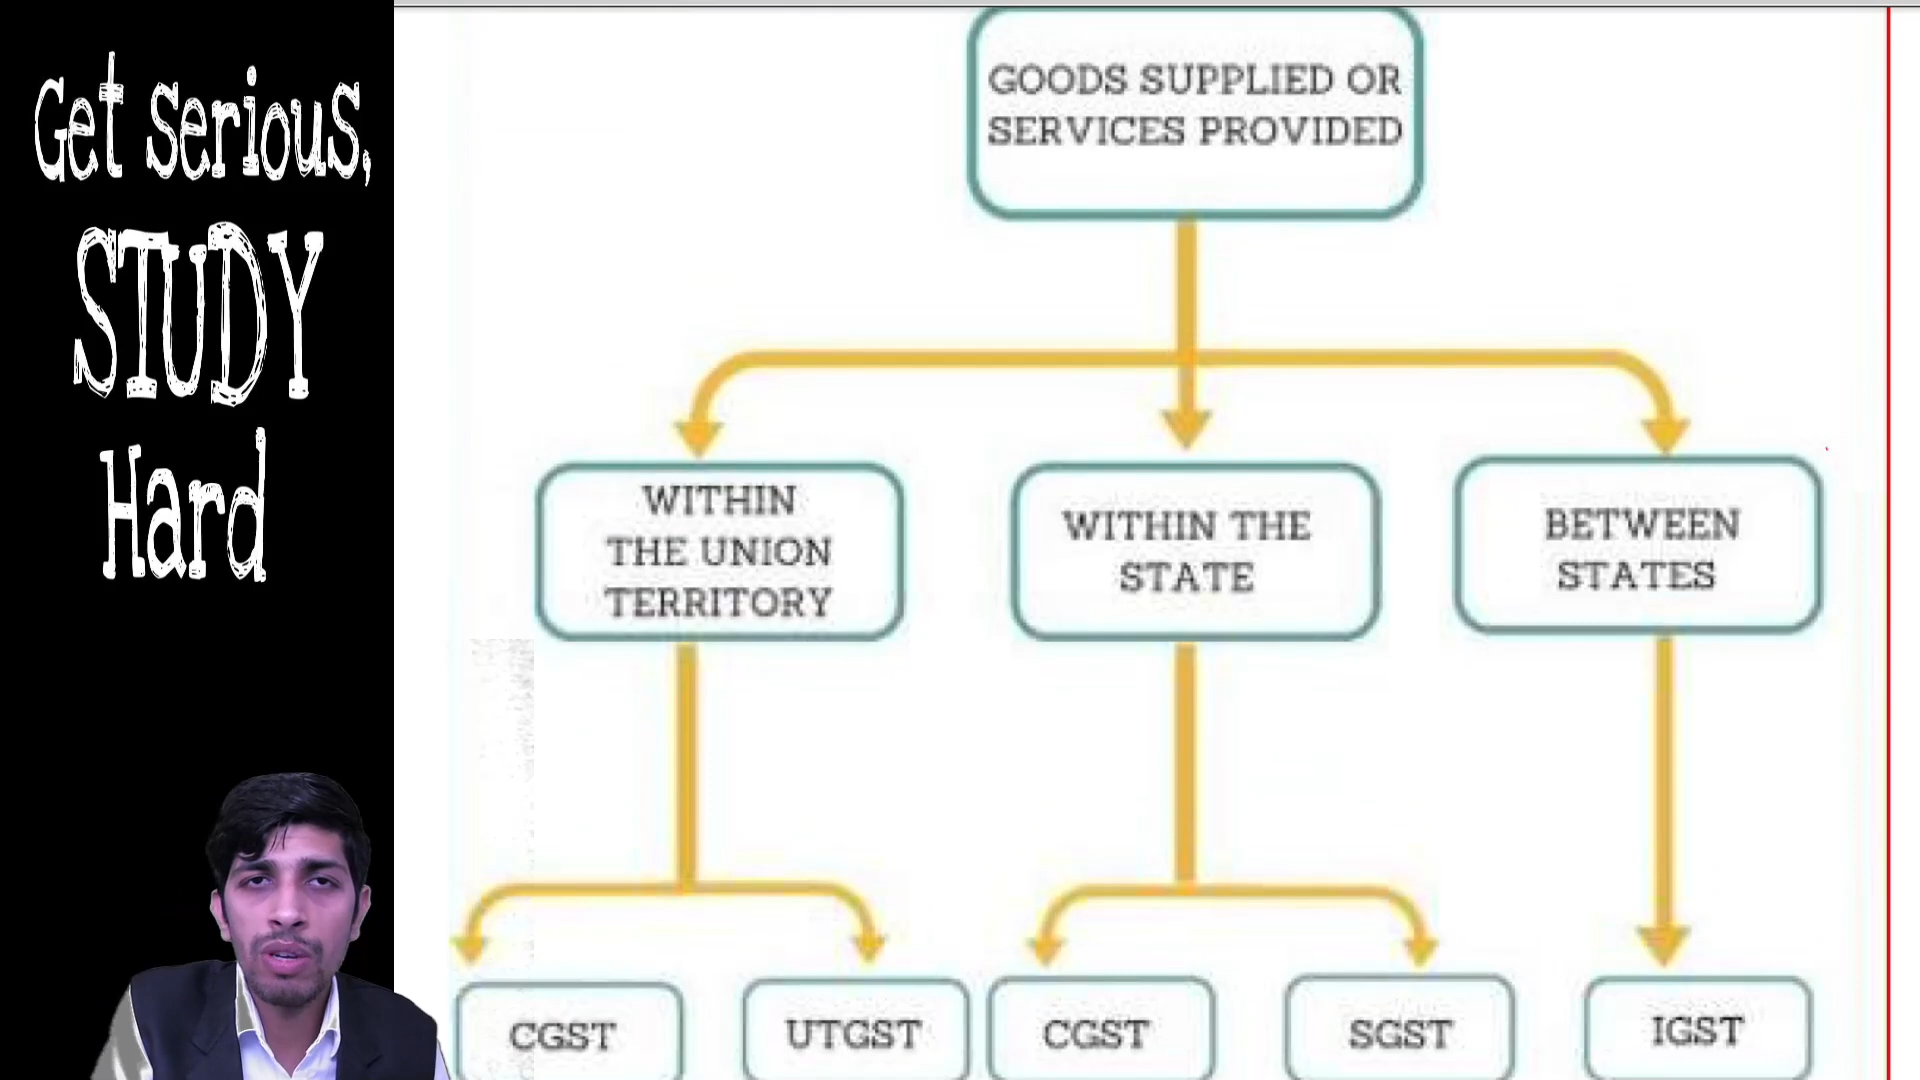 Get serious,
STUDY
Hard
GOODS SUPPLIED OR
SERVICES PROVIDED
WITHIN
THE UNION
TERRITORY
WITHIN THE
STATE
BETWEEN
STATES
CGST
UTGST
CGST
SGST
IGST